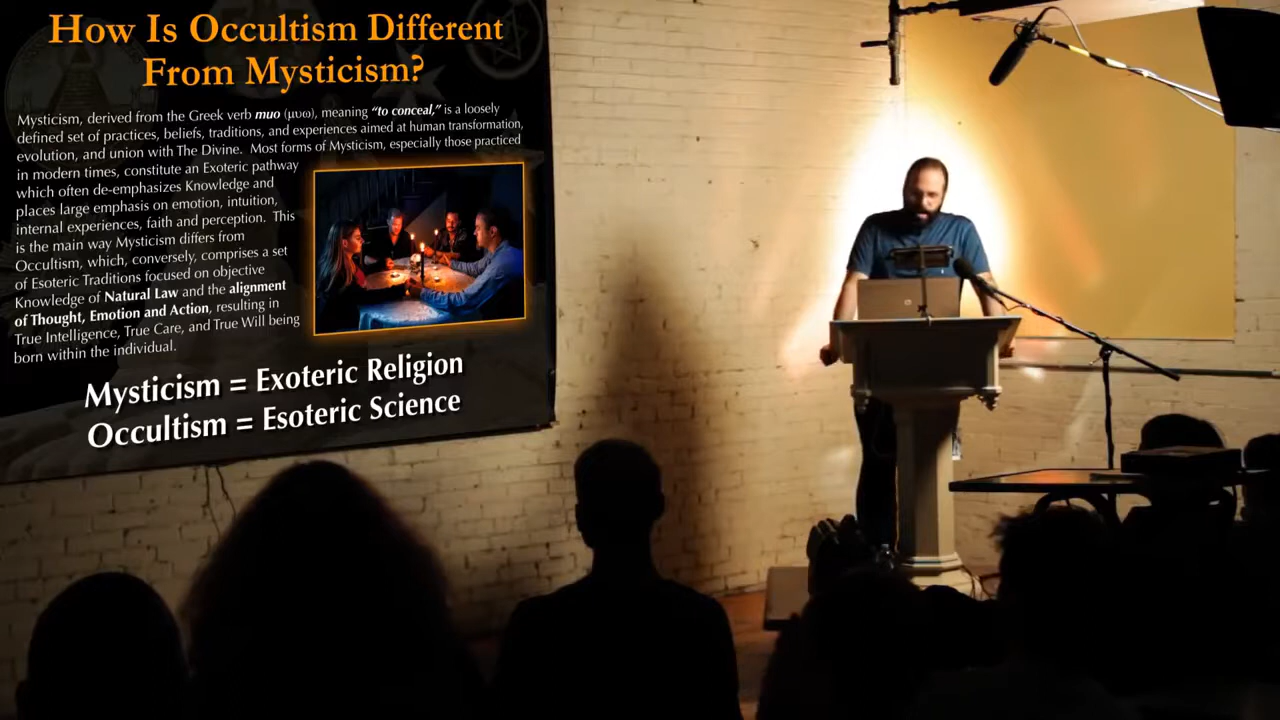 How Is Occultism Different
From Mysticism?
Mysticism, derived from the Greek verb muo (μυω), meaning “to conceal,” is a loosely
defined set of practices, beliefs, traditions, and experiences aimed at human transformation,
evolution, and union with The Divine. Most forms of Mysticism, especially those practiced
in modern times, constitute an Exoteric pathway
which often de-emphasizes Knowledge and
places large emphasis on emotion, intuition,
internal experiences, faith and perception. This
is the main way Mysticism differs from
Occultism, which, conversely, comprises a set
of Esoteric Traditions focused on objective
Knowledge of Natural Law and the alignment
of Thought, Emotion and Action, resulting in
True Intelligence, True Care, and True Will being
born within the individual.
Mysticism = Exoteric Religion
Occultism = Esoteric Science